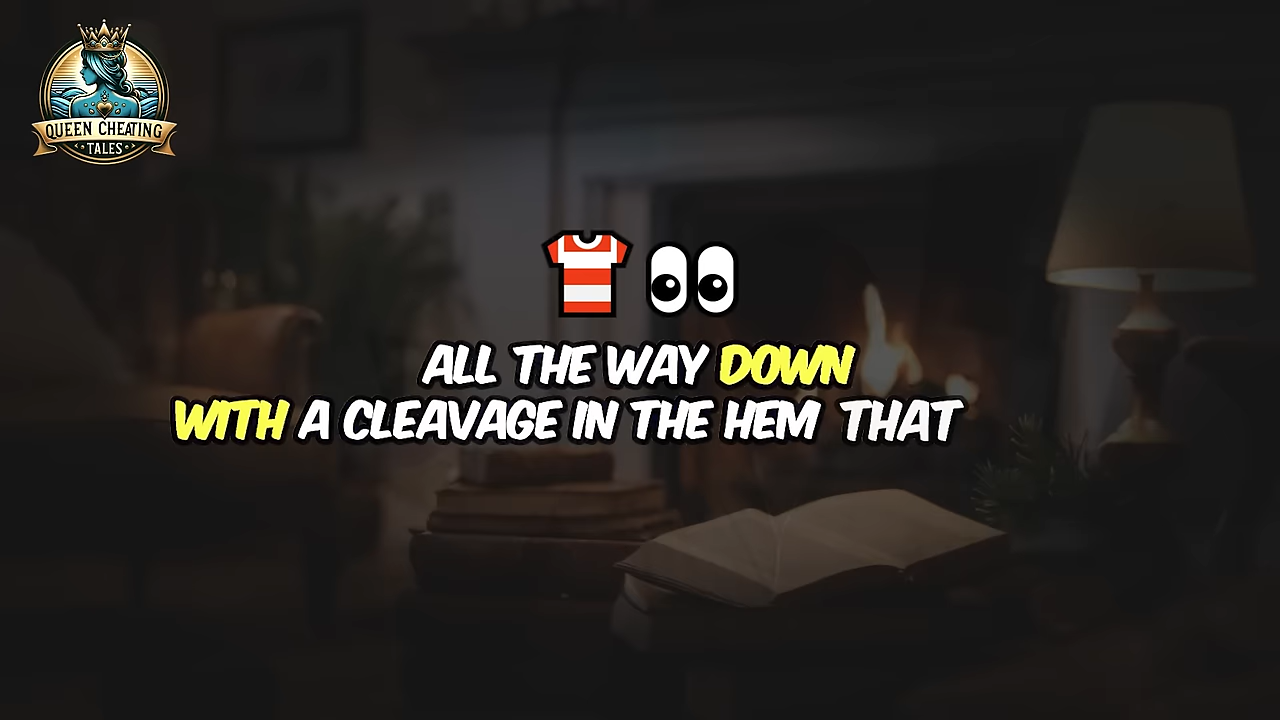 QUEEN CHEATING
TALES
ALL THE WAY DOWN
WITH A CLEAVAGE IN THE HEM THAT